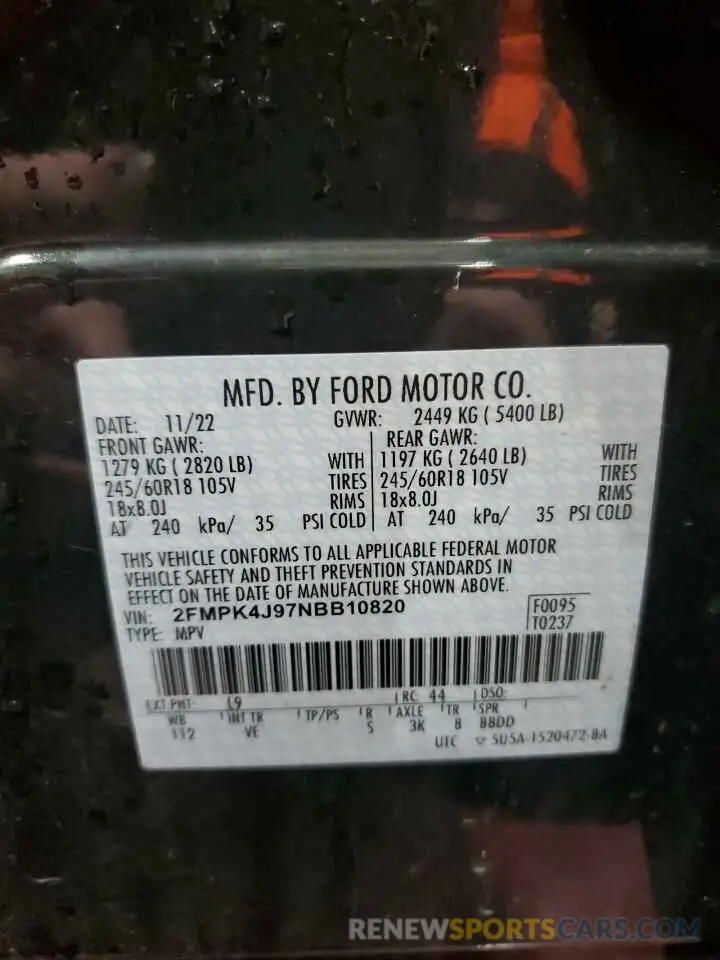 MFD. BY FORD MOTOR CO.
DATE: 11/22 GVWR: 2449 KG ( 5400 LB)
FRONT GAWR: REAR GAWR:
1279 KG ( 2820 LB) WITH 1197 KG ( 2640 LB) WITH
245/60R18 105V TIRES 245/60R18 105V TIRES
18x8.0J RIMS 18x8.0J RIMS
AT 240 kPa/ 35 PSI COLD AT 240 kPa/ 35 PSI COLD
THIS VEHICLE CONFORMS TO ALL APPLICABLE FEDERAL MOTOR
VEHICLE SAFETY AND THEFT PREVENTION STANDARDS IN
EFFECT ON THE DATE OF MANUFACTURE SHOWN ABOVE.
VIN: 2FMPK4J97NBB10820 F0095
TYPE: MPV T0237
EXT PNT: L9 RC: 44 DSO:
WB INT TR TP/PS R AXLE TR SPR
112 VE S 3K 8 BBDD
UTC 5U5A-1520472-BA
RENEWSPORTSCARS.COM